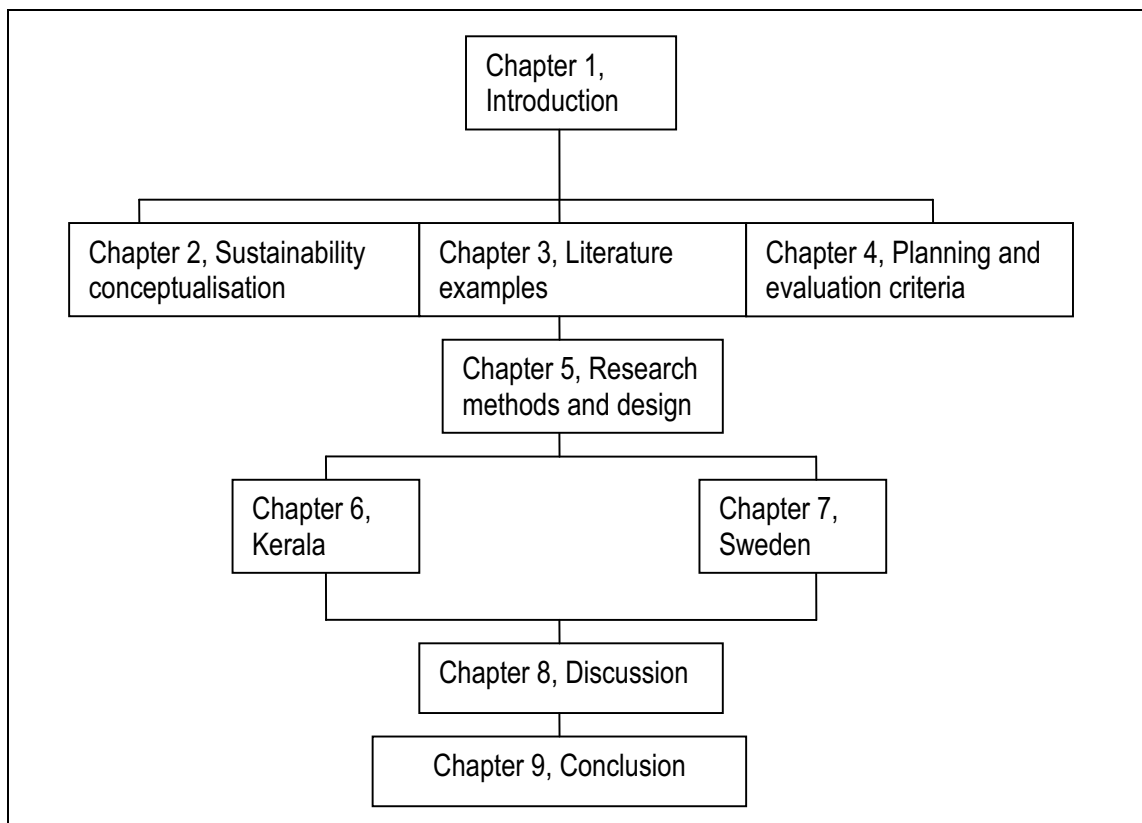 Chapter 1,
Introduction
Chapter 2, Sustainability
conceptualisation
Chapter 3, Literature
examples
Chapter 4, Planning and
evaluation criteria
Chapter 5, Research
methods and design
Chapter 6,
Kerala
Chapter 7,
Sweden
Chapter 8, Discussion
Chapter 9, Conclusion